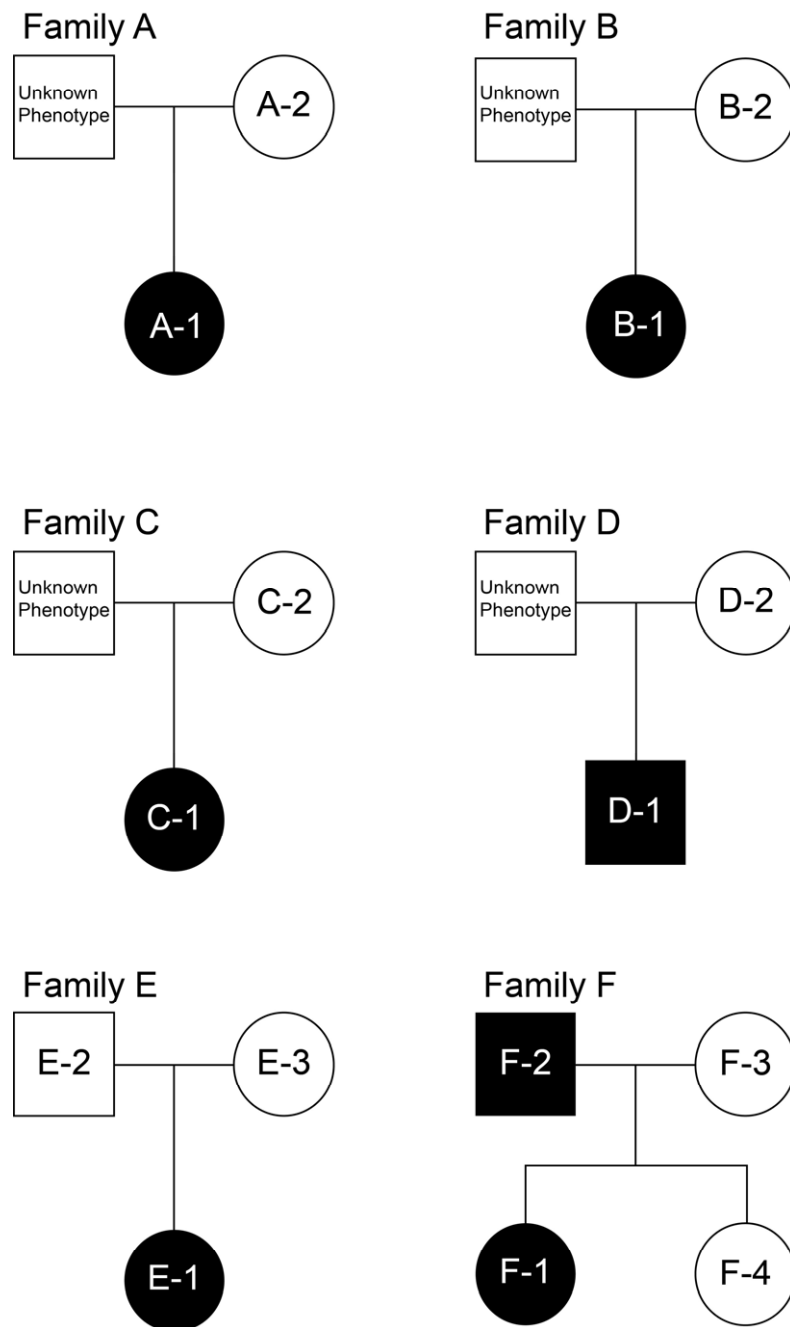 Family A
Unknown
Phenotype
A-2
A-1
Family B
Unknown
Phenotype
B-2
B-1
Family C
Unknown
Phenotype
C-2
C-1
Family D
Unknown
Phenotype
D-2
D-1
Family E
E-2
E-3
E-1
Family F
F-2
F-3
F-1
F-4